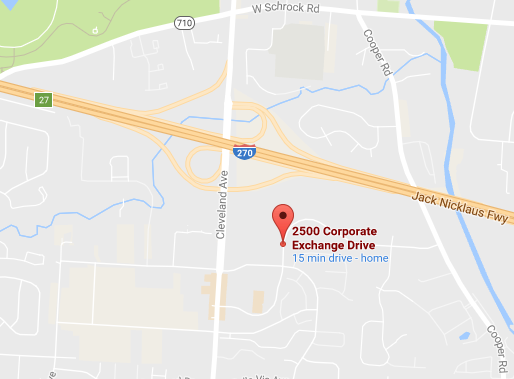 W Schrock Rd
710
Cooper Rd
27
270
Cleveland Ave
Jack Nicklaus Fwy
2500 Corporate
Exchange Drive
15 min drive - home
Cooper Rd